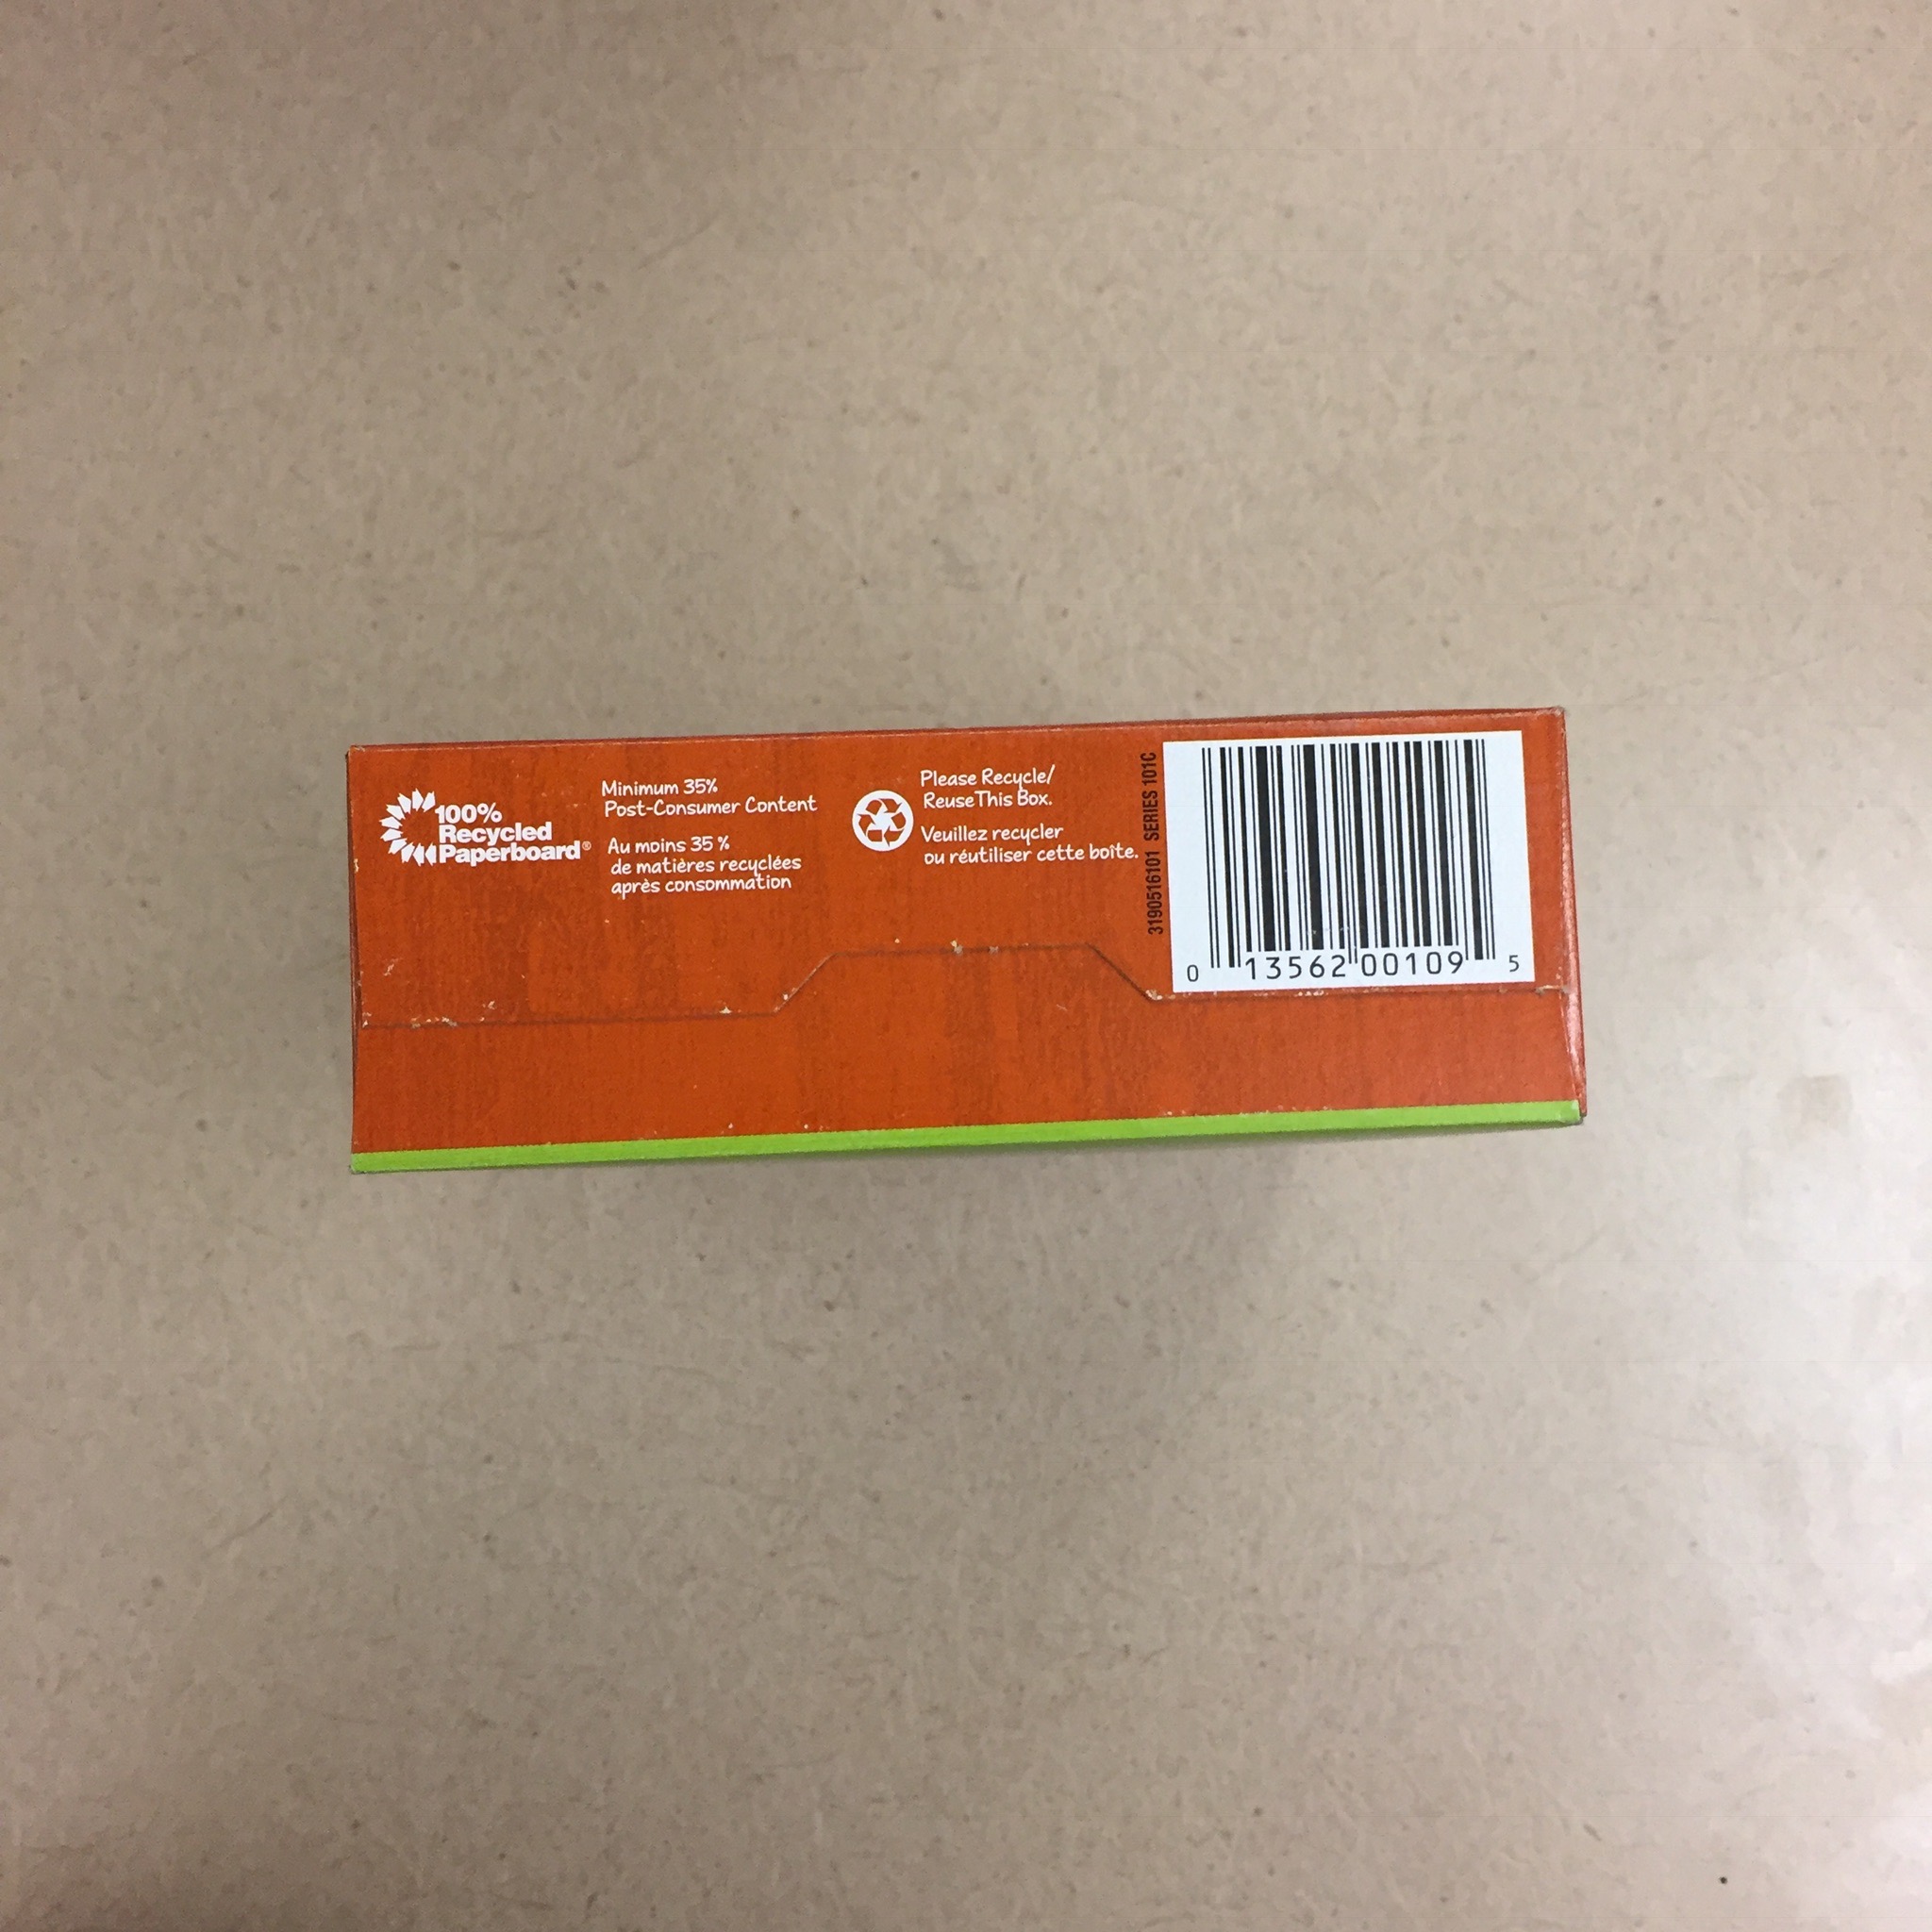 100%
Recycled
Paperboard®
Minimum 35%
Post-Consumer Content
Au moins 35 %
de matières recyclées
après consommation
Please Recycle/
Reuse This Box.
Veuillez recycler
ou réutiliser cette boîte.
3190516101 SERIES 101C
0 13562 00109 5